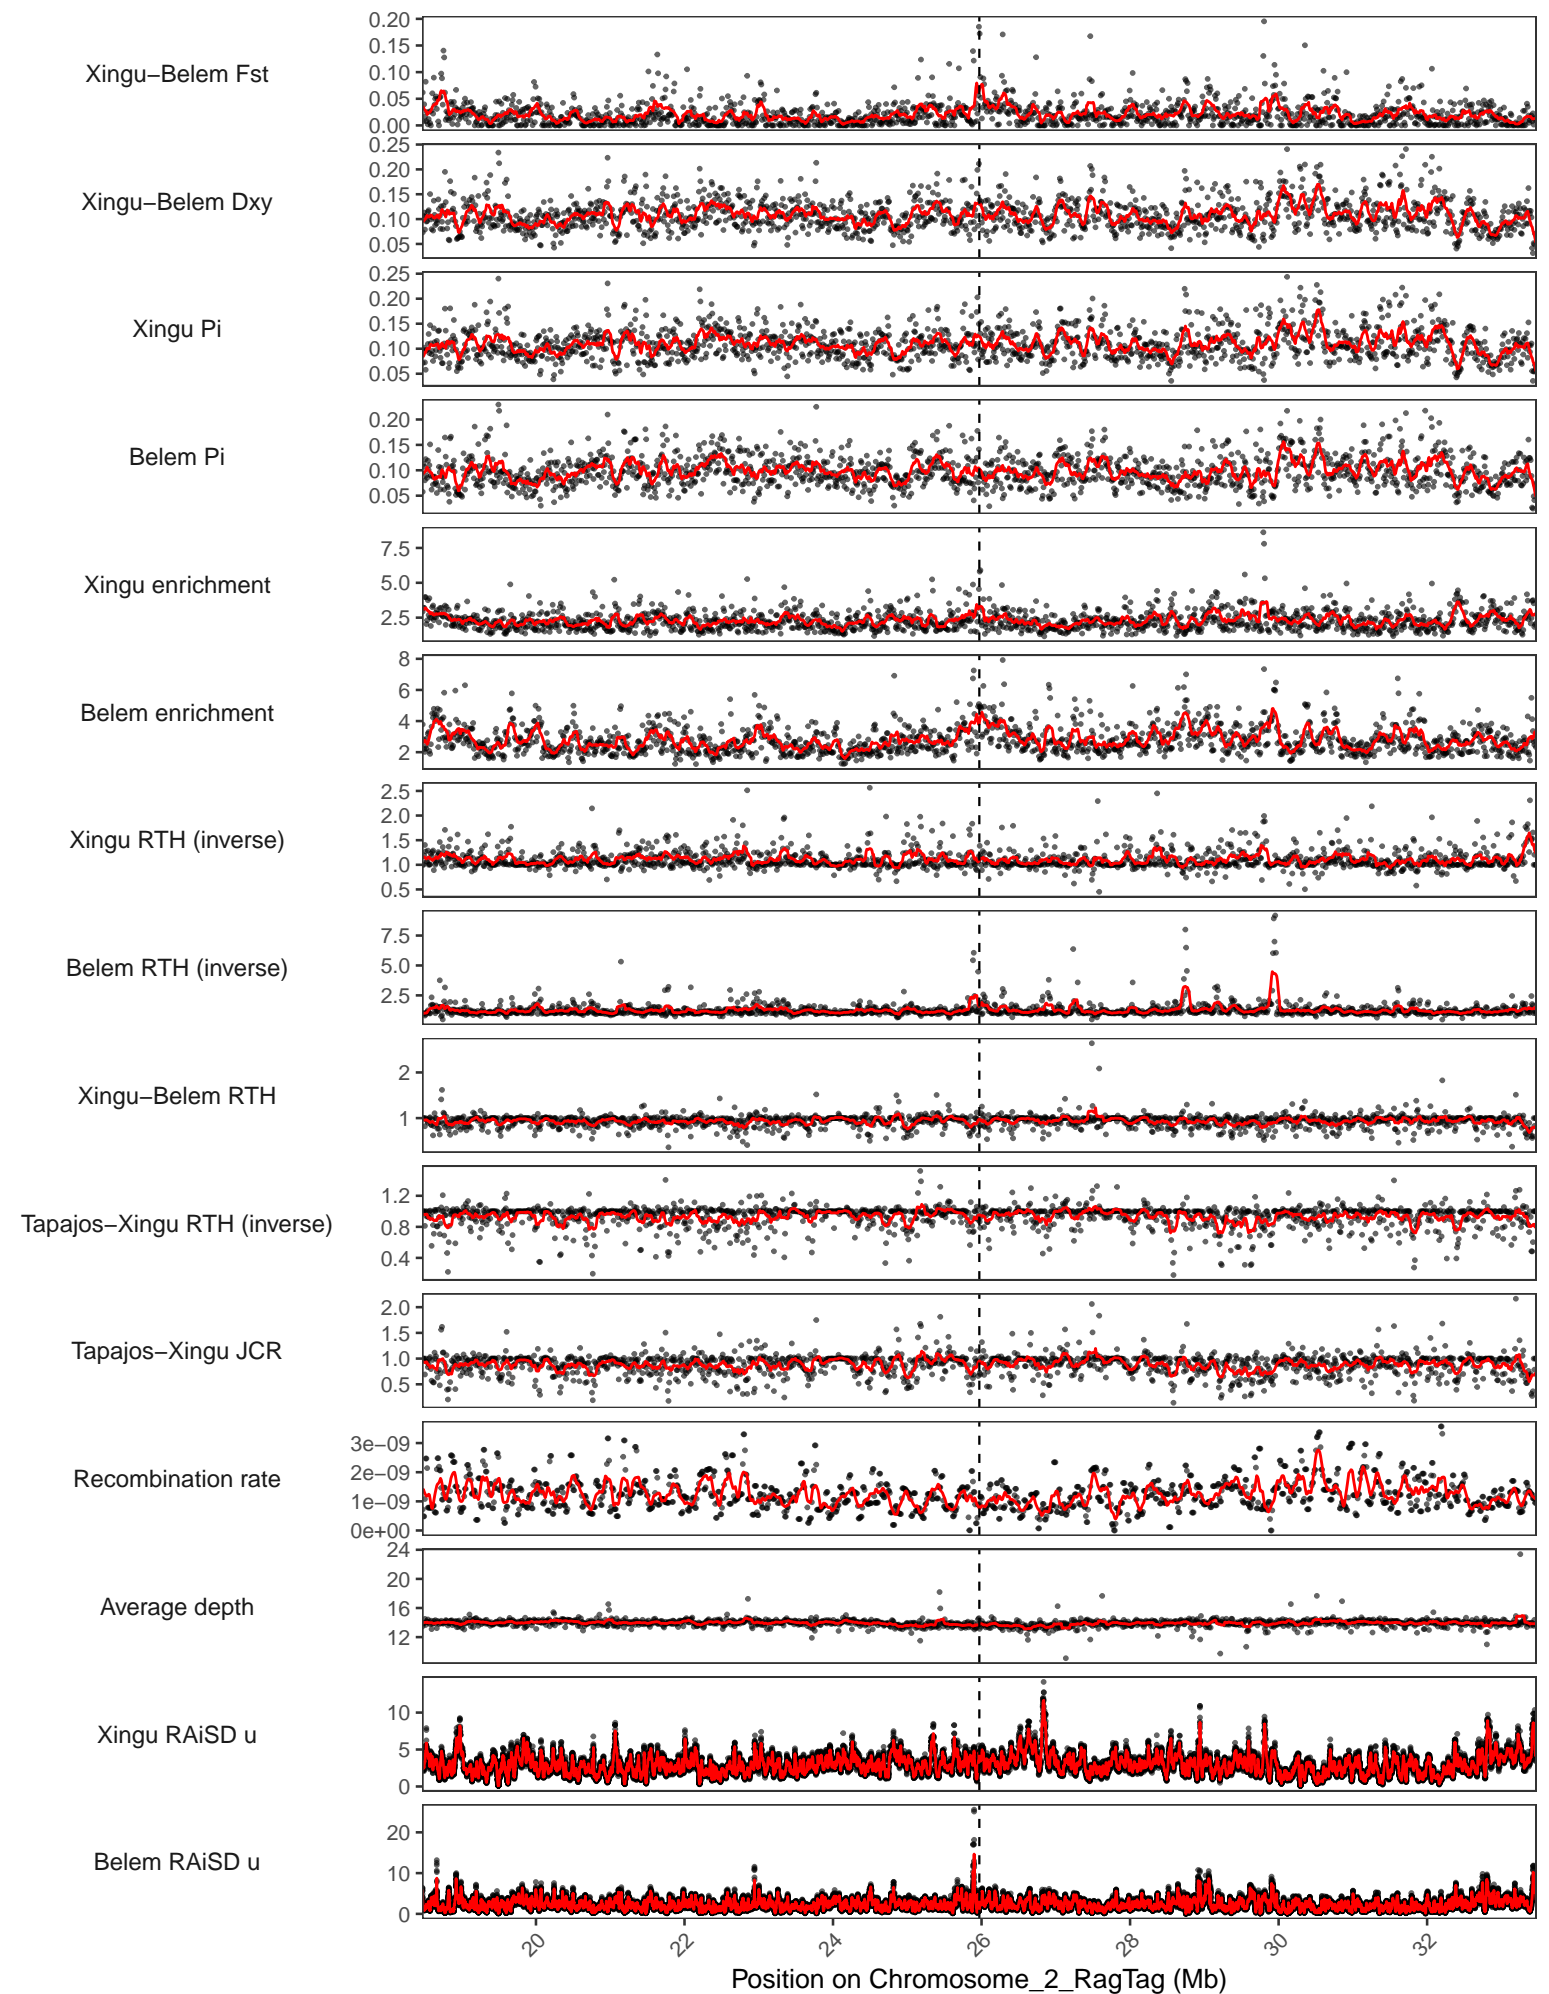 Xingu−Belem Fst
0.20
0.15
0.10
0.05
0.00
Xingu−Belem Dxy
0.25
0.20
0.15
0.10
0.05
Xingu Pi
0.25
0.20
0.15
0.10
0.05
Belem Pi
0.20
0.15
0.10
0.05
Xingu enrichment
7.5
5.0
2.5
Belem enrichment
8
6
4
2
Xingu RTH (inverse)
2.5
2.0
1.5
1.0
0.5
Belem RTH (inverse)
7.5
5.0
2.5
Xingu−Belem RTH
2
1
Tapajos−Xingu RTH (inverse)
1.2
0.8
0.4
Tapajos−Xingu JCR
2.0
1.5
1.0
0.5
Recombination rate
3e−09
2e−09
1e−09
0e+00
Average depth
24
20
16
12
Xingu RAiSD u
10
5
0
Belem RAiSD u
20
10
0
20 22 24 26 28 30 32
Position on Chromosome_2_RagTag (Mb)